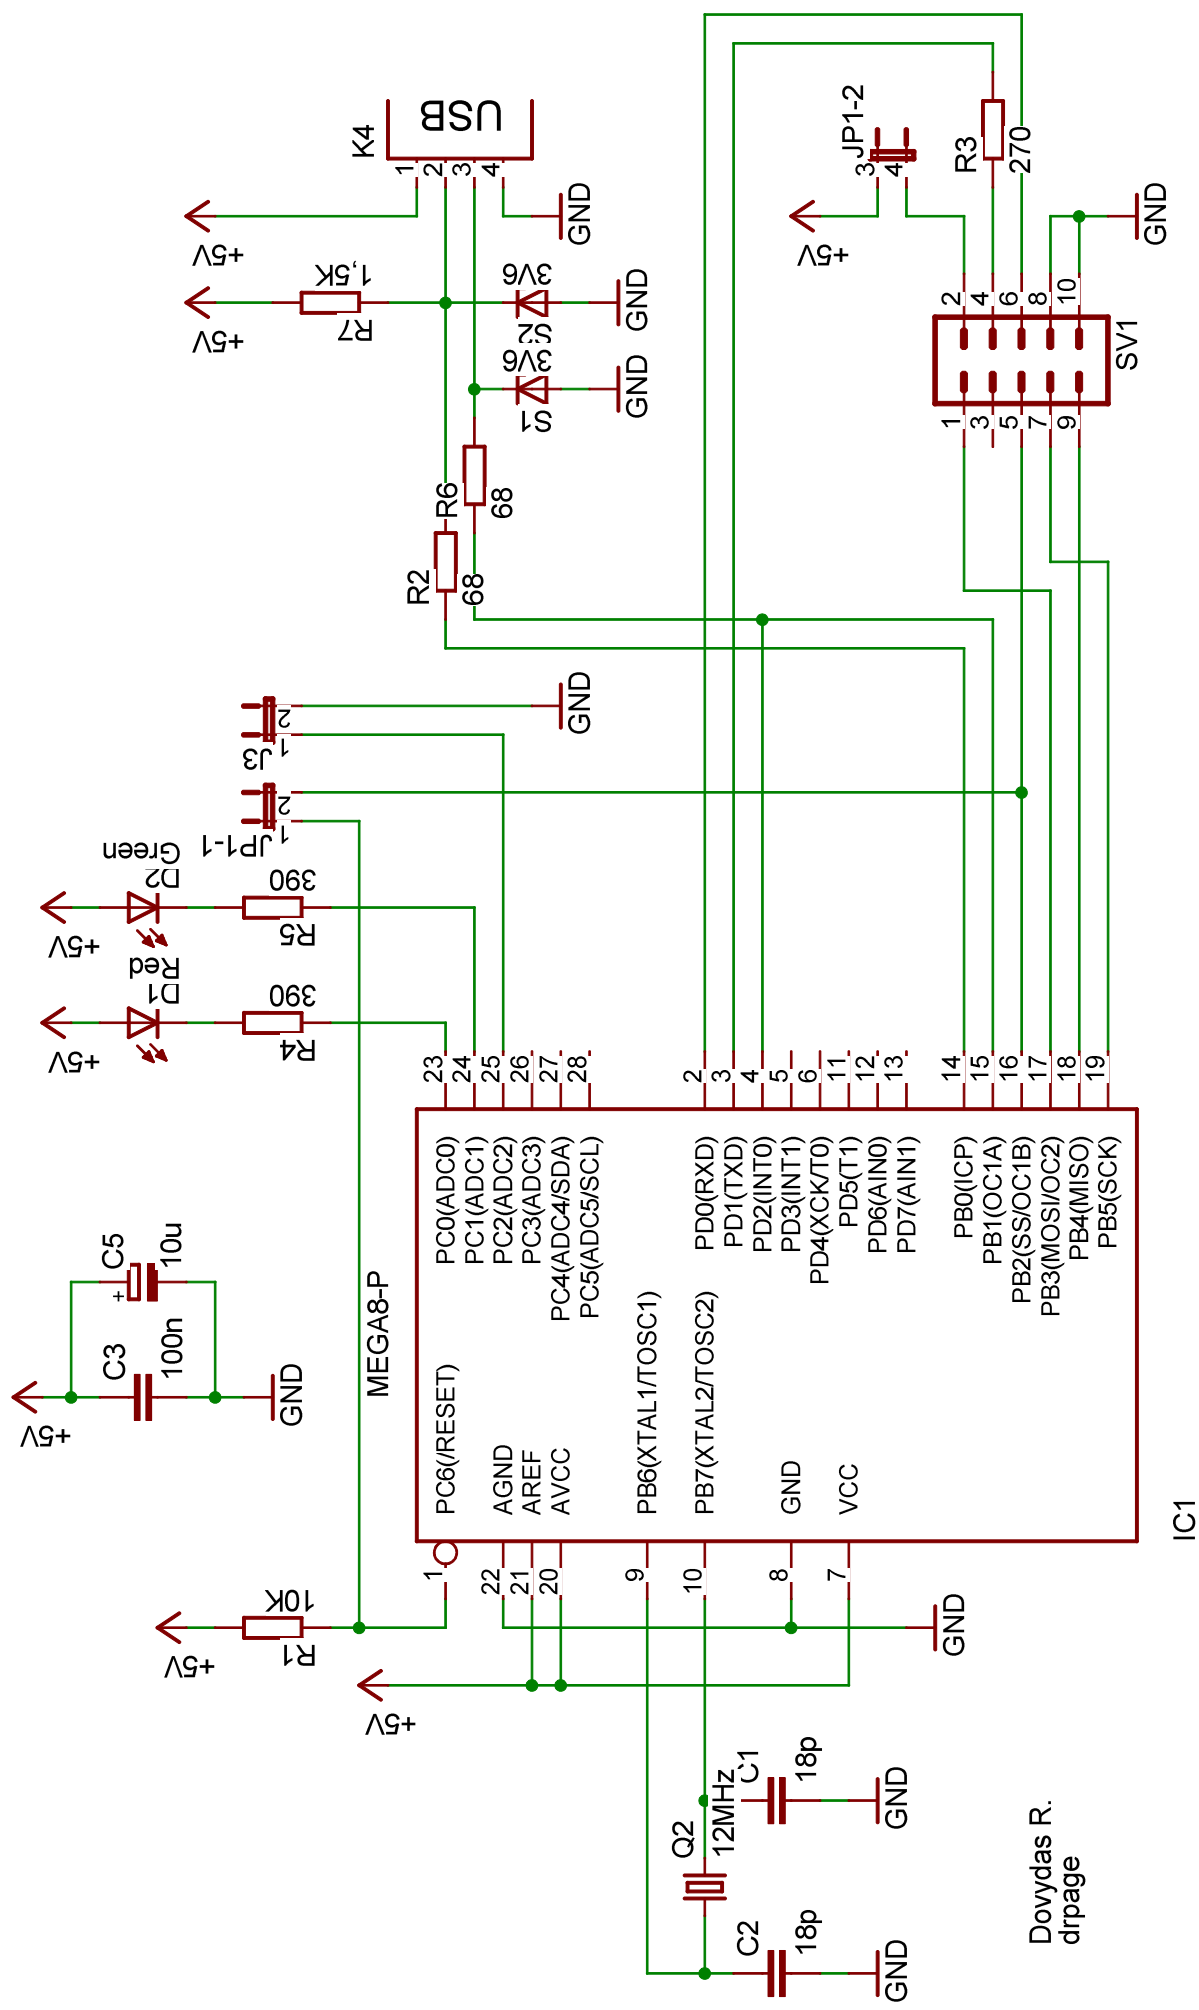 +5V
C3
100n
C5
+
10u
GND
+5V
D1
Red
R4
390
+5V
D2
Green
R5
390
JP1-1
1
2
J3
1
2
GND
+5V
R7
1,5K
+5V
K4
USB
1
2
3
4
GND
S2
3V6
GND
S1
3V6
GND
R6
68
R2
68
+5V
JP1-2
3
4
R3
270
GND
SV1
2
4
6
8
10
1
3
5
7
9
+5V
R1
10K
+5V
MEGA8-P
IC1
1
22
21
20
9
10
8
7
PC6(/RESET)
AGND
AREF
AVCC
PB6(XTAL1/TOSC1)
PB7(XTAL2/TOSC2)
GND
VCC
PC0(ADC0)
PC1(ADC1)
PC2(ADC2)
PC3(ADC3)
PC4(ADC4/SDA)
PC5(ADC5/SCL)
PD0(RXD)
PD1(TXD)
PD2(INT0)
PD3(INT1)
PD4(XCK/T0)
PD5(T1)
PD6(AIN0)
PD7(AIN1)
PB0(ICP)
PB1(OC1A)
PB2(SS/OC1B)
PB3(MOSI/OC2)
PB4(MISO)
PB5(SCK)
23
24
25
26
27
28
2
3
4
5
6
11
12
13
14
15
16
17
18
19
GND
Q2
12MHz
C1
18p
GND
C2
18p
GND
Dovydas R.
drpage